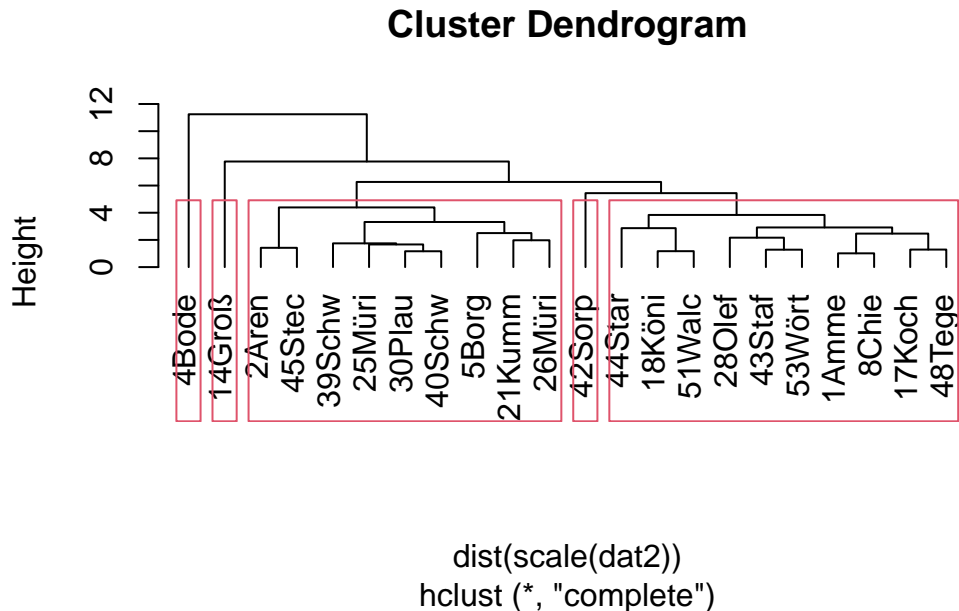 Cluster Dendrogram
Height
12
8
4
0
4Bode
14Groß
2Aren
45Stec
39Schw
25Müri
30Plau
40Schw
5Borg
21Kumm
26Müri
42Sorp
44Star
18Köni
51Walc
28Olef
43Staf
53Wört
1Amme
8Chie
17Koch
48Tege
dist(scale(dat2))
hclust (*, "complete")